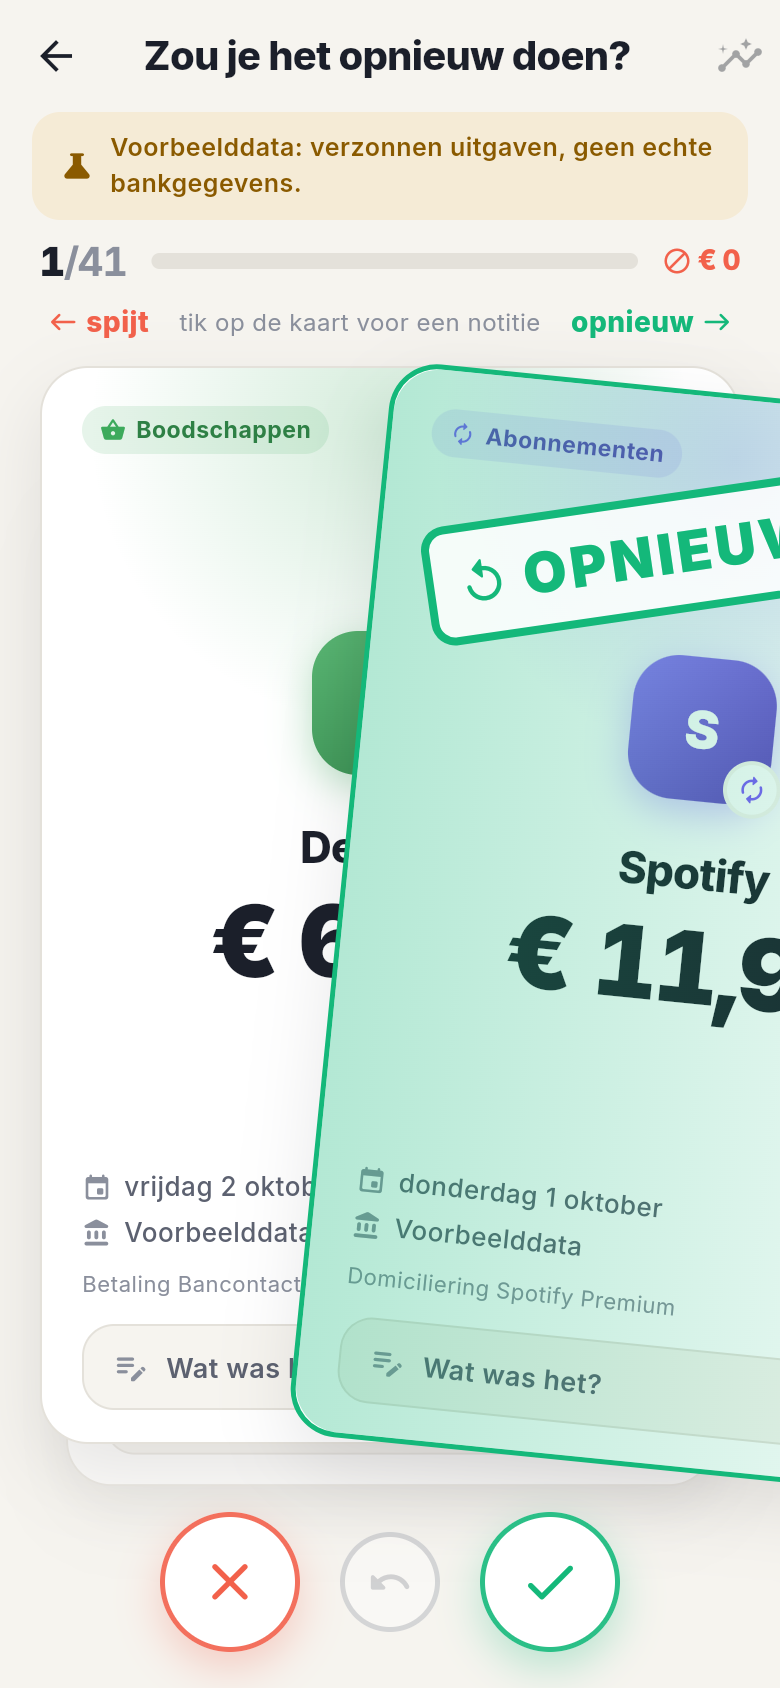 Zou je het opnieuw doen?
Voorbeelddata: verzonnen uitgaven, geen echte
bankgegevens.
1/41
€ 0
← spijt
tik op de kaart voor een notitie
opnieuw →
Boodschappen
De
€ 6
vrijdag 2 oktob
Voorbeelddata
Betaling Bancontact
Wat was
Abonnementen
OPNIEUW
S
Spotify
€ 11,9
donderdag 1 oktober
Voorbeelddata
Domiciliering Spotify Premium
Wat was het?